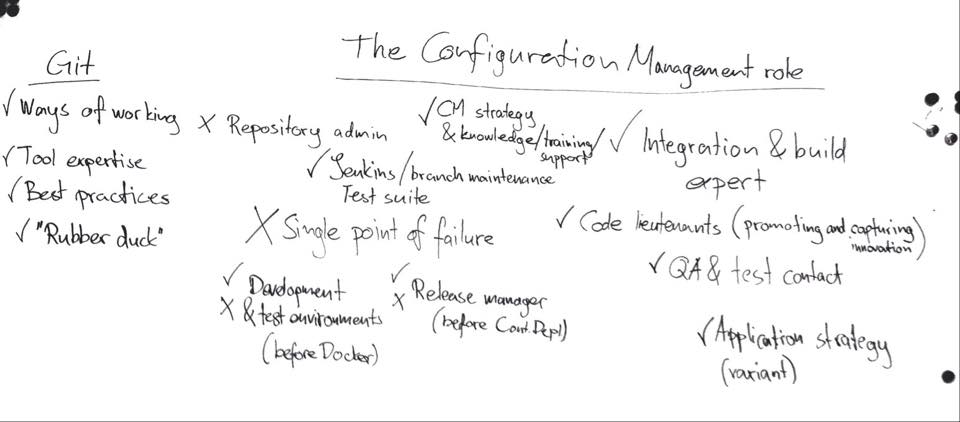 The Configuration Management role
Git
✓ Ways of working
✓ Tool expertise
✓ Best practices
✓ "Rubber duck"
X Repository admin
✓ CM strategy
& knowledge/training/
support
✓ Integration & build
expert
✓ Jenkins/branch maintenance
Test suite
X Single point of failure
✓ Code lieutenants (promoting and capturing
innovation)
✓ QA & test contact
✓ Development
X & test environments
(before Docker)
✓
X Release manager
(before Cont. Depl)
✓ Application strategy
(variant)